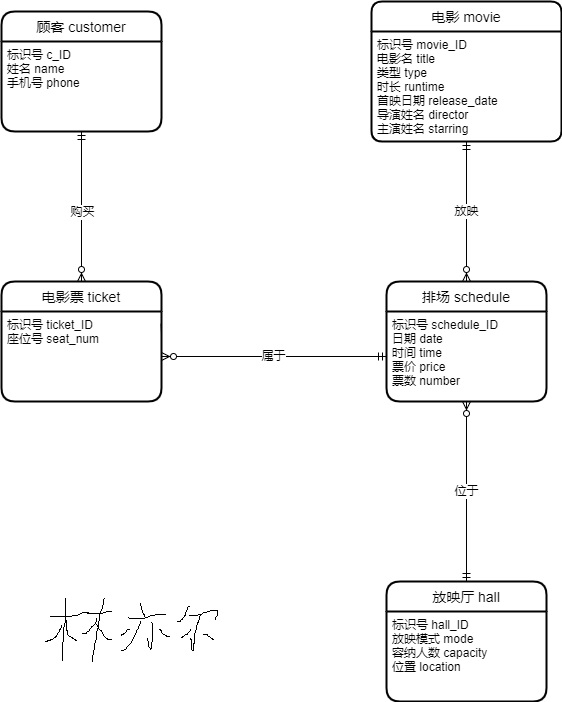 顾客 customer
标识号 c_ID
姓名 name
手机号 phone
电影 movie
标识号 movie_ID
电影名 title
类型 type
时长 runtime
首映日期 release_date
导演姓名 director
主演姓名 starring
购买
放映
电影票 ticket
标识号 ticket_ID
座位号 seat_num
属于
排场 schedule
标识号 schedule_ID
日期 date
时间 time
票价 price
票数 number
位于
放映厅 hall
标识号 hall_ID
放映模式 mode
容纳人数 capacity
位置 location
林亦尔